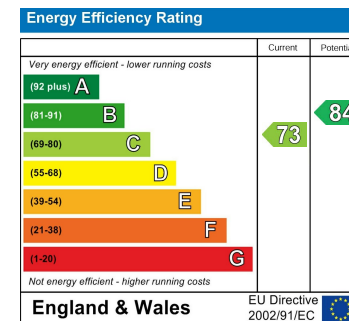 Energy Efficiency Rating
Current
Very energy efficient - lower running costs
(92 plus) A
(81-91) B
84
(69-80) C
73
(55-68) D
(39-54) E
(21-38) F
(1-20) G
Not energy efficient - higher running costs
England & Wales
EU Directive
2002/91/EC